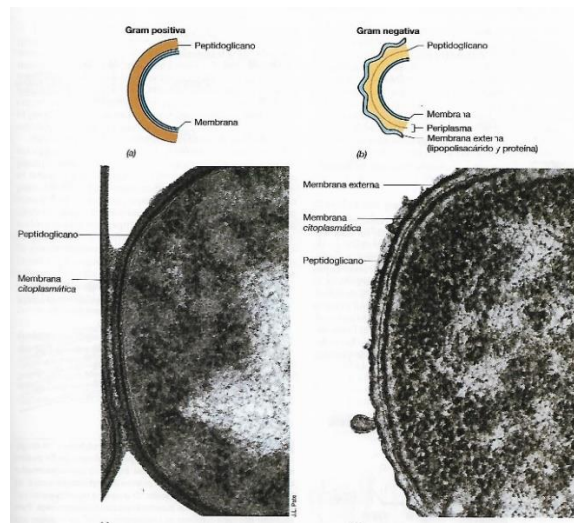 Gram positiva
Peptidoglicano
Membrana
(a)
Gram negativa
Peptidoglicano
Membrana
Periplasma
Membrana externa
(lipopolisacárido y proteína)
(b)
Peptidoglicano
Membrana
citoplasmática
Membrana externa
Membrana
citoplasmática
Peptidoglicano